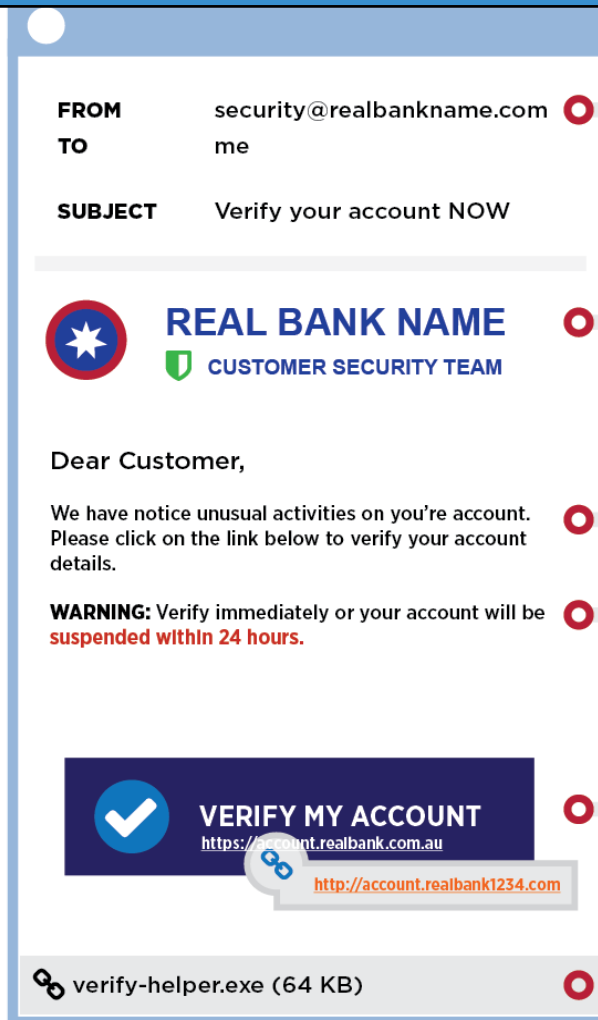 FROM security@realbankname.com
TO me
SUBJECT Verify your account NOW
REAL BANK NAME
CUSTOMER SECURITY TEAM
Dear Customer,
We have notice unusual activities on you’re account.
Please click on the link below to verify your account
details.
WARNING: Verify immediately or your account will be
suspended within 24 hours.
VERIFY MY ACCOUNT
https://account.realbank.com.au
http://account.realbank1234.com
verify-helper.exe (64 KB)